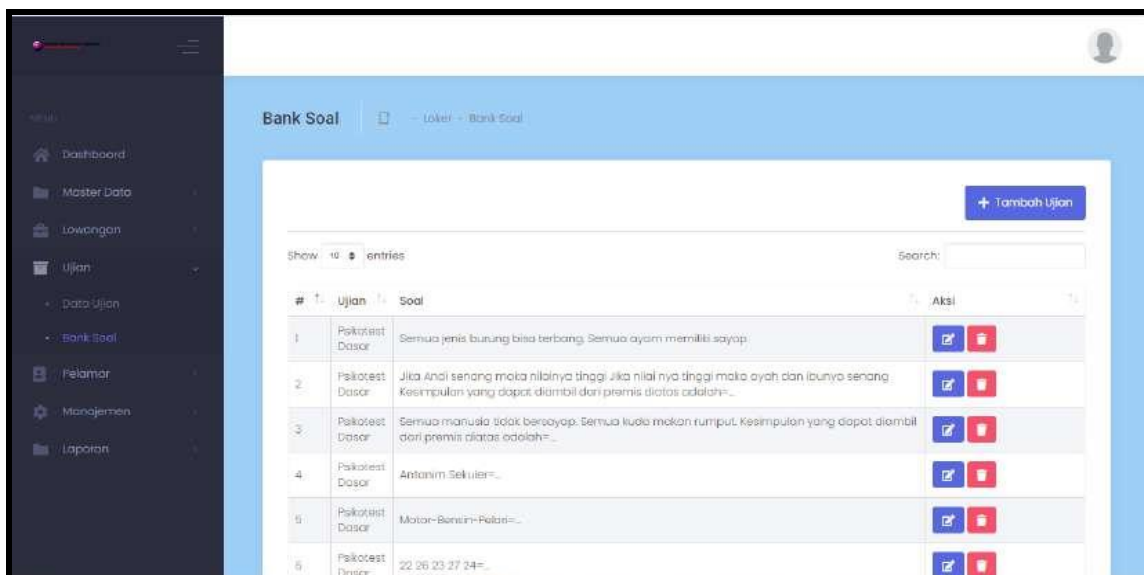 MENU
Dashboard
Master Data
Lowongan
Ujian
Data Ujian
Bank Soal
Pelamar
Manajemen
Laporan
Bank Soal
- Loker - Bank Soal
+ Tambah Ujian
Show 10 entries
Search:
# Ujian Soal Aksi
1 Psikotest Dasar Semua jenis burung bisa terbang. Semua ayam memiliki sayap
2 Psikotest Dasar Jika Andi senang maka nilainya tinggi Jika nilai nya tinggi maka ayah dan ibunya senang
Kesimpulan yang dapat diambil dari premis diatas adalah=...
3 Psikotest Dasar Semua manusia tidak bersayap. Semua kuda makan rumput. Kesimpulan yang dapat diambil
dari premis diatas adalah=...
4 Psikotest Dasar Antonim Sekuler=...
5 Psikotest Dasar Motor-Bensin-Pelari=...
6 Psikotest Dasar 22 26 23 27 24=...